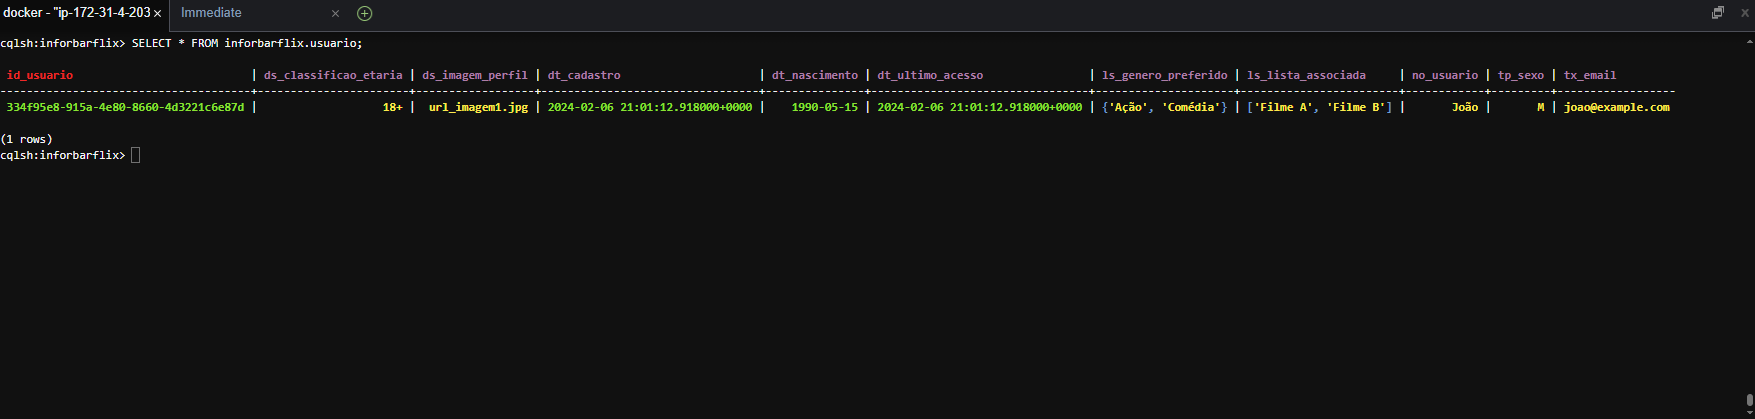 docker - "ip-172-31-4-203 × Immediate ×
cqlsh:inforbarflix> SELECT * FROM inforbarflix.usuario;
id_usuario | ds_classificao_etaria | ds_imagem_perfil | dt_cadastro | dt_nascimento | dt_ultimo_acesso | ls_genero_preferido | ls_lista_associada | no_usuario | tp_sexo | tx_email
334f95e8-915a-4e80-8660-4d3221c6e87d | 18+ | url_imagem1.jpg | 2024-02-06 21:01:12.918000+0000 | 1990-05-15 | 2024-02-06 21:01:12.918000+0000 | {'Ação', 'Comédia'} | ['Filme A', 'Filme B'] | João | M | joao@example.com
(1 rows)
cqlsh:inforbarflix>